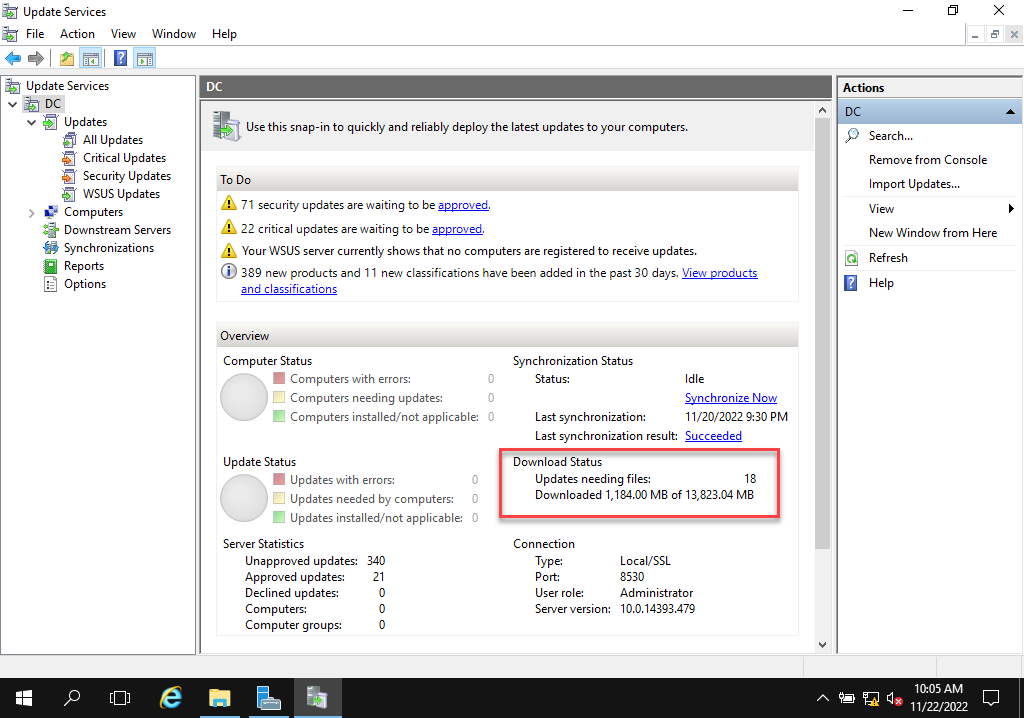 Update Services
File Action View Window Help
Update Services
DC
Updates
All Updates
Critical Updates
Security Updates
WSUS Updates
Computers
Downstream Servers
Synchronizations
Reports
Options
DC
Use this snap-in to quickly and reliably deploy the latest updates to your computers.
To Do
71 security updates are waiting to be approved.
22 critical updates are waiting to be approved.
Your WSUS server currently shows that no computers are registered to receive updates.
389 new products and 11 new classifications have been added in the past 30 days. View products
and classifications
Overview
Computer Status
Computers with errors: 0
Computers needing updates: 0
Computers installed/not applicable: 0
Synchronization Status
Status: Idle
Synchronize Now
Last synchronization: 11/20/2022 9:30 PM
Last synchronization result: Succeeded
Update Status
Updates with errors: 0
Updates needed by computers: 0
Updates installed/not applicable: 0
Download Status
Updates needing files: 18
Downloaded 1,184.00 MB of 13,823.04 MB
Server Statistics
Unapproved updates: 340
Approved updates: 21
Declined updates: 0
Computers: 0
Computer groups: 0
Connection
Type: Local/SSL
Port: 8530
User role: Administrator
Server version: 10.0.14393.479
Actions
DC
Search...
Remove from Console
Import Updates...
View
New Window from Here
Refresh
Help
10:05 AM
11/22/2022